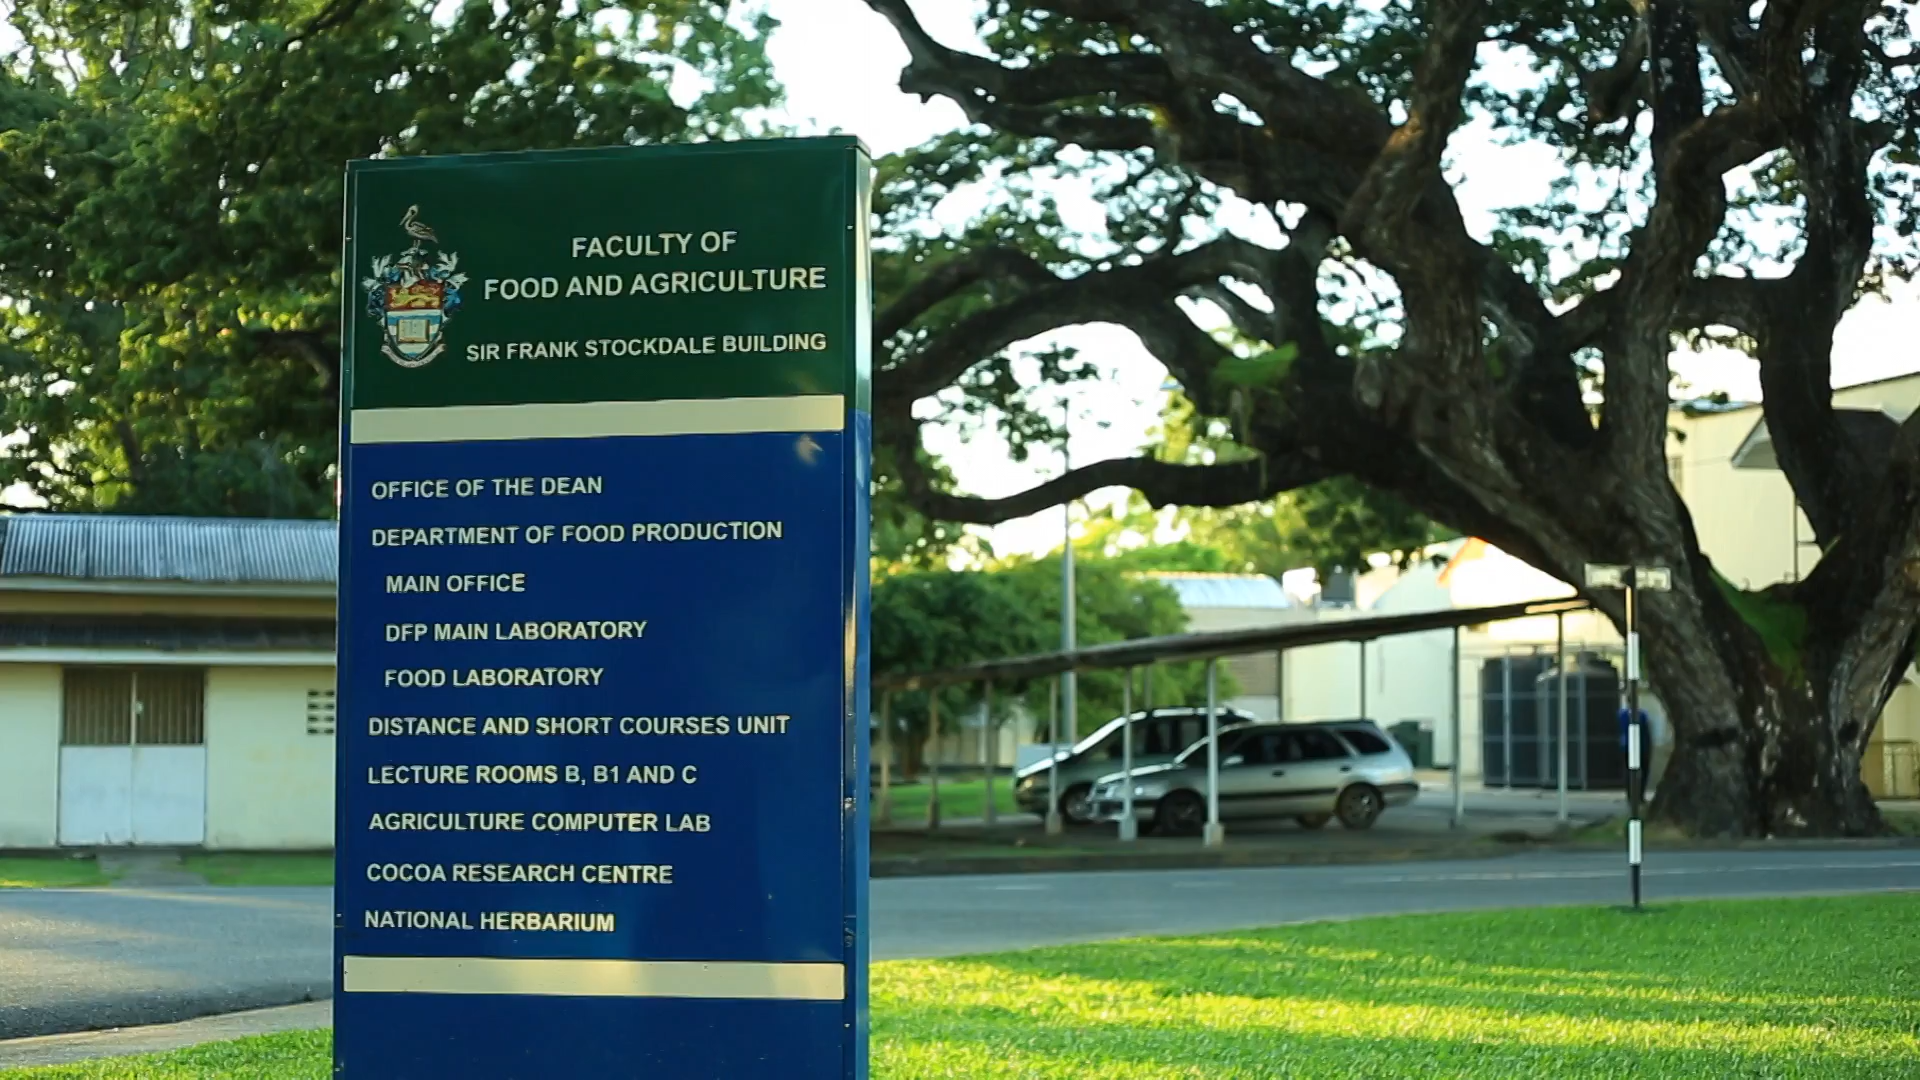 FACULTY OF
FOOD AND AGRICULTURE
SIR FRANK STOCKDALE BUILDING
OFFICE OF THE DEAN
DEPARTMENT OF FOOD PRODUCTION
MAIN OFFICE
DFP MAIN LABORATORY
FOOD LABORATORY
DISTANCE AND SHORT COURSES UNIT
LECTURE ROOMS B, B1 AND C
AGRICULTURE COMPUTER LAB
COCOA RESEARCH CENTRE
NATIONAL HERBARIUM